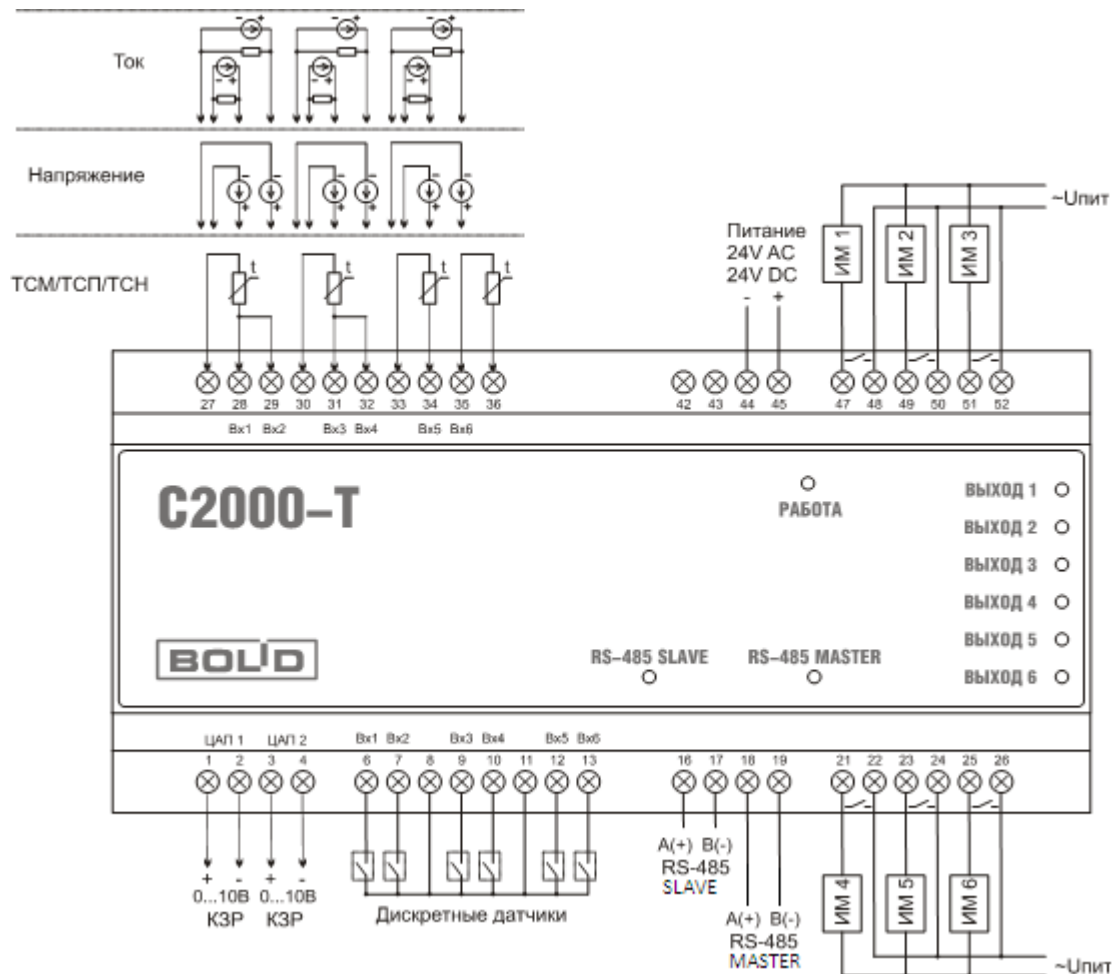 Ток
- + - + - +
- + - + - +
Напряжение
- - - - - -
+ + + + + +
ТСМ/ТСП/ТСН
t t t t
Питание
24V AC
24V DC
- +
ИМ 1 ИМ 2 ИМ 3
~Uпит
27 28 29 30 31 32 33 34 35 36 42 43 44 45 47 48 49 50 51 52
Вх1 Вх2 Вх3 Вх4 Вх5 Вх6
С2000-Т
РАБОТА
ВЫХОД 1
ВЫХОД 2
ВЫХОД 3
ВЫХОД 4
ВЫХОД 5
ВЫХОД 6
BOLID
RS-485 SLAVE RS-485 MASTER
ЦАП 1 ЦАП 2 Вх1 Вх2 Вх3 Вх4 Вх5 Вх6
1 2 3 4 6 7 8 9 10 11 12 13 16 17 18 19 21 22 23 24 25 26
+ - + -
0...10В 0...10В
КЗР КЗР
Дискретные датчики
A(+) B(-)
RS-485
SLAVE
A(+) B(-)
RS-485
MASTER
ИМ 4 ИМ 5 ИМ 6
~Uпит